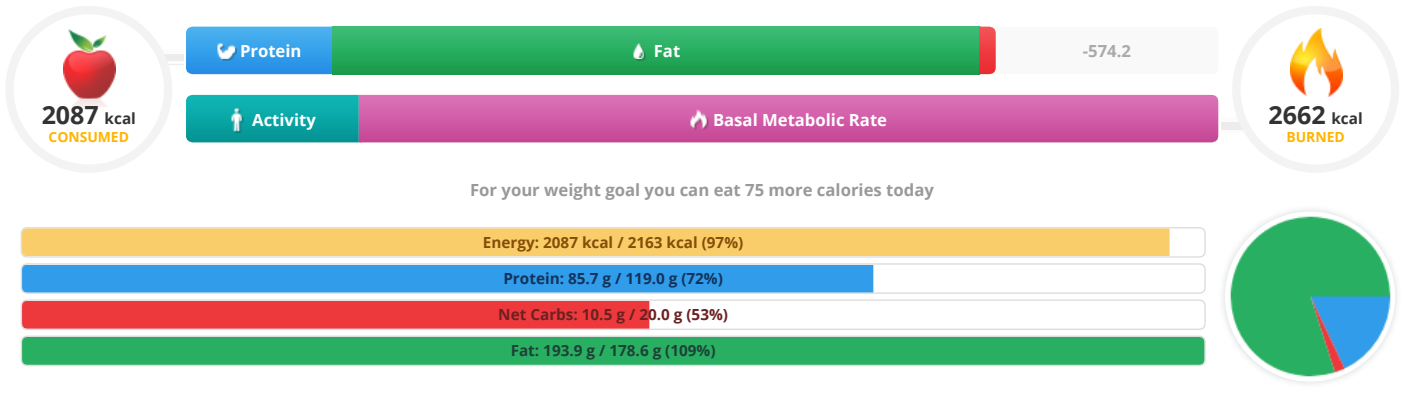 Protein
Fat
-574.2
2087 kcal
CONSUMED
2662 kcal
BURNED
Activity
Basal Metabolic Rate
For your weight goal you can eat 75 more calories today
Energy: 2087 kcal / 2163 kcal (97%)
Protein: 85.7 g / 119.0 g (72%)
Net Carbs: 10.5 g / 20.0 g (53%)
Fat: 193.9 g / 178.6 g (109%)